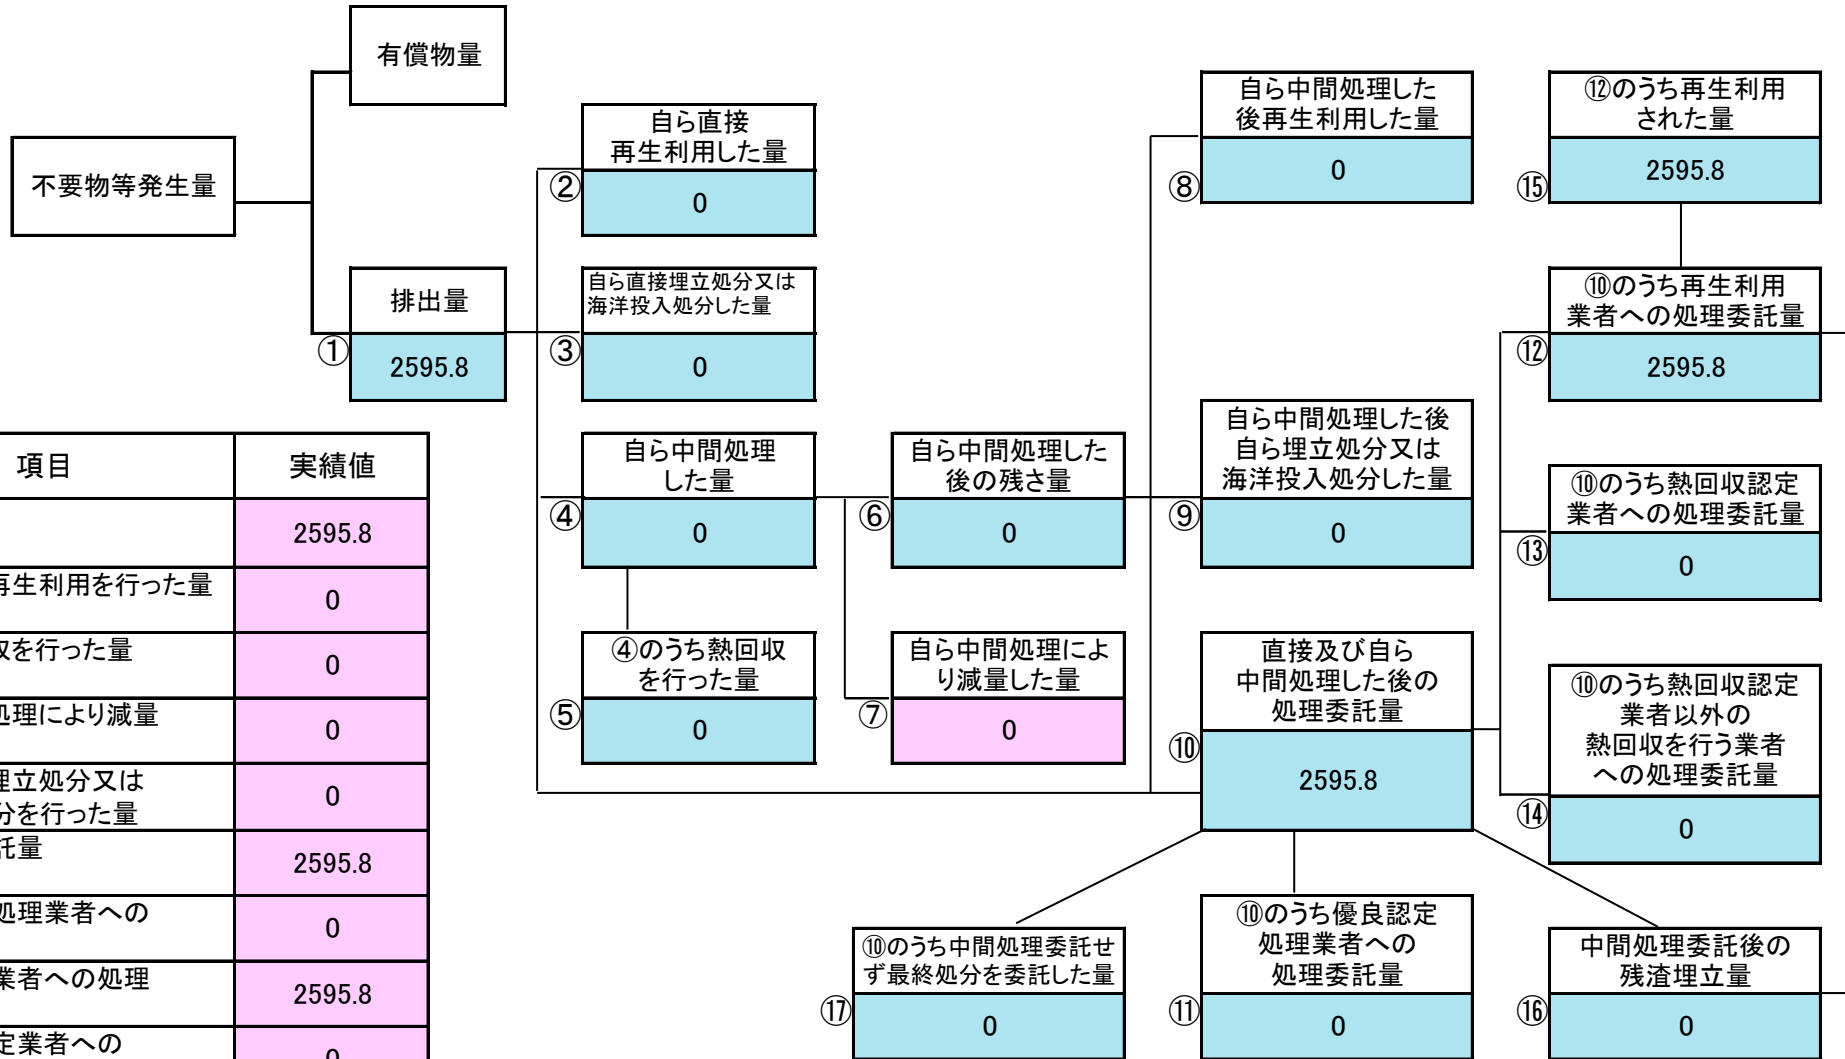 有償物量
不要物等発生量
排出量
①
2595.8
自ら直接
再生利用した量
②
0
自ら直接埋立処分又は
海洋投入処分した量
③
0
自ら中間処理
した量
④
0
④のうち熱回収
を行った量
⑤
0
自ら中間処理した
後の残さ量
⑥
0
自ら中間処理によ
り減量した量
⑦
0
自ら中間処理した
後再生利用した量
⑧
0
自ら中間処理した後
自ら埋立処分又は
海洋投入処分した量
⑨
0
直接及び自ら
中間処理した後の
処理委託量
⑩
2595.8
⑫のうち再生利用
された量
⑮
2595.8
⑩のうち再生利用
業者への処理委託量
⑫
2595.8
⑩のうち熱回収認定
業者への処理委託量
⑬
0
⑩のうち熱回収認定
業者以外の
熱回収を行う業者
への処理委託量
⑭
0
⑩のうち中間処理委託せ
ず最終処分を委託した量
⑰
0
⑩のうち優良認定
処理業者への
処理委託量
⑪
0
中間処理委託後の
残渣埋立量
⑯
0
項目 実績値
2595.8
再生利用を行った量
0
収を行った量
0
処理により減量
0
埋立処分又は
分を行った量
0
託量
2595.8
処理業者への
0
業者への処理
2595.8
定業者への
0